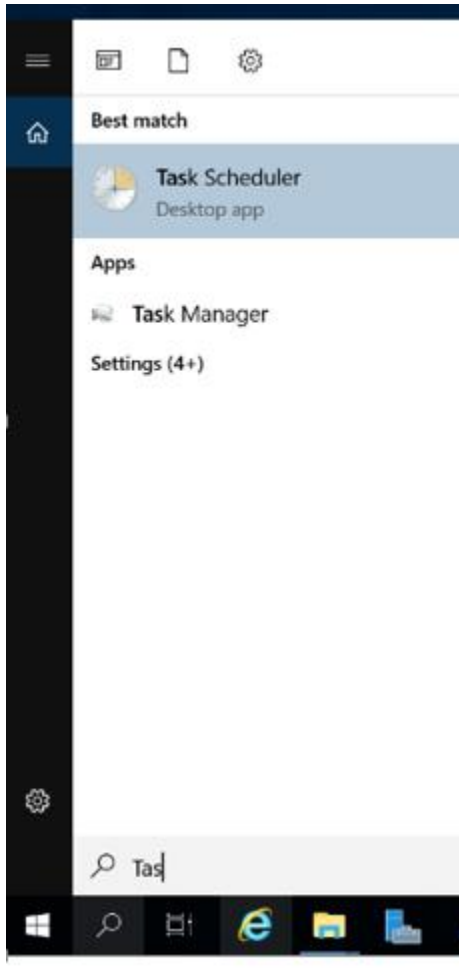 Best match
Task Scheduler
Desktop app
Apps
Task Manager
Settings (4+)
Tas